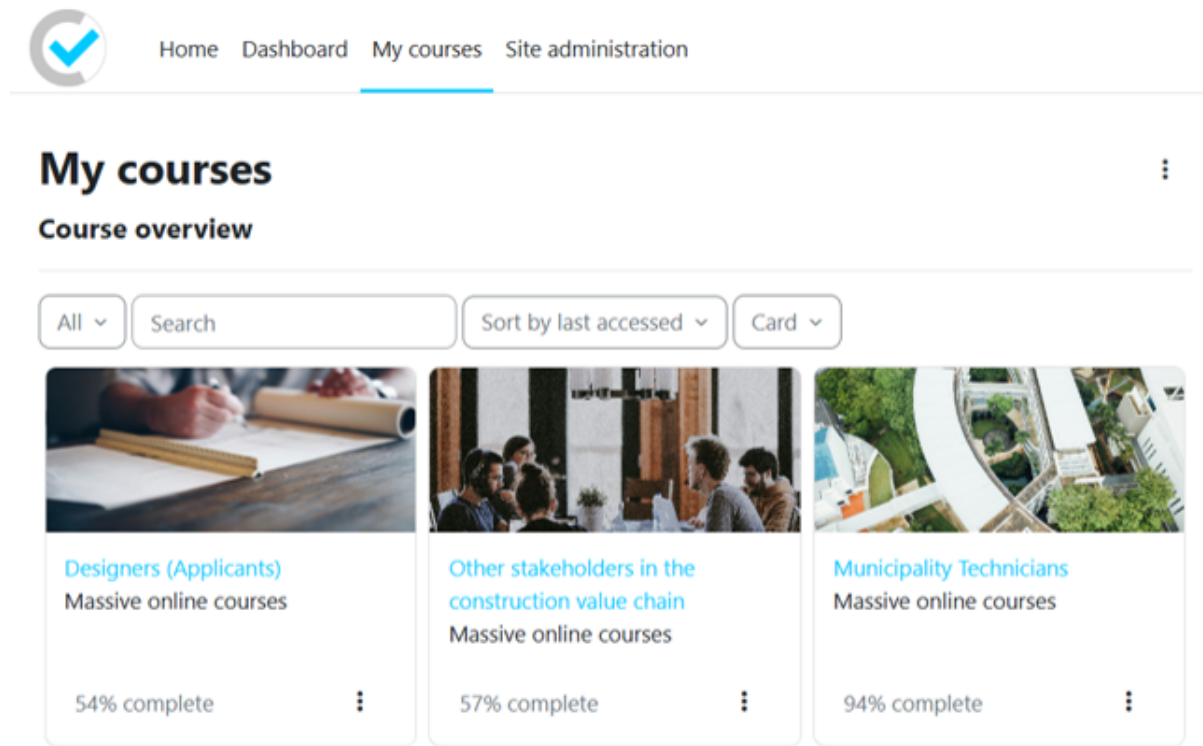 Home Dashboard My courses Site administration
My courses
Course overview
All Search Sort by last accessed Card
Designers (Applicants)
Massive online courses
54% complete
Other stakeholders in the
construction value chain
Massive online courses
57% complete
Municipality Technicians
Massive online courses
94% complete